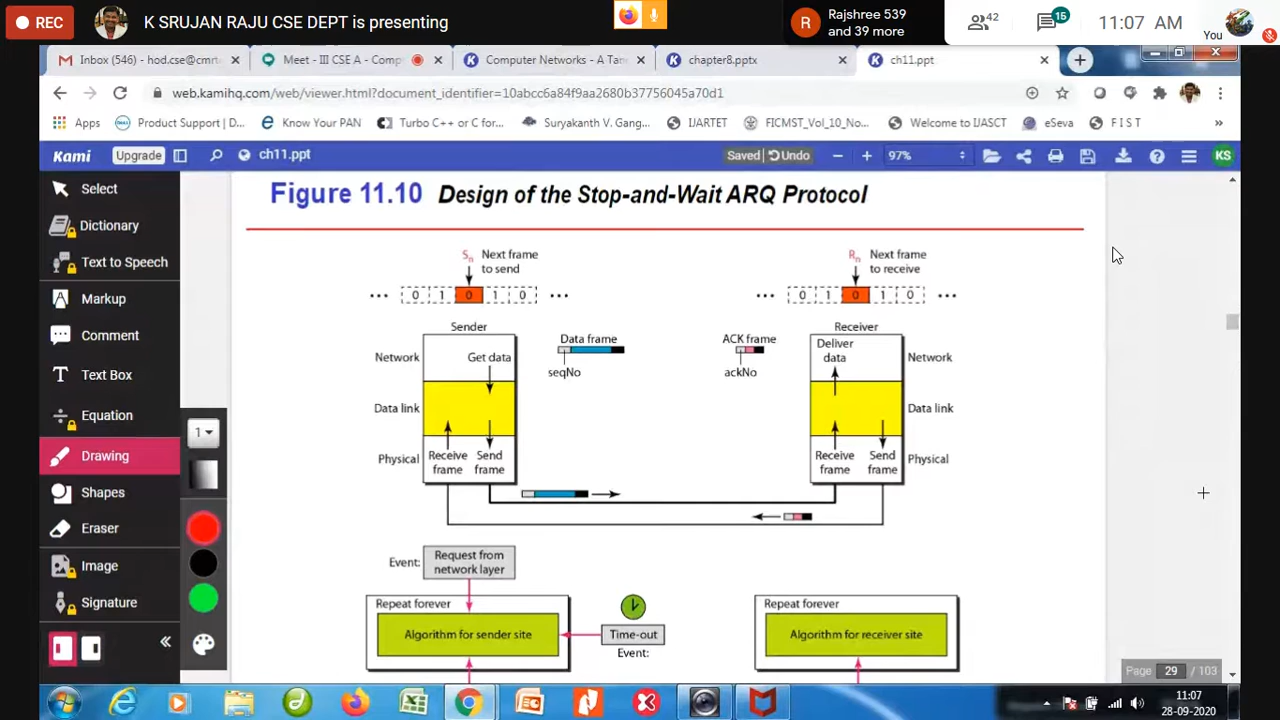 REC
K SRUJAN RAJU CSE DEPT is presenting
R
Rajshree 539
and 39 more
42
15
11:07 AM
You
Inbox (546) - hod.cse@cmrt
Meet - III CSE A - Comp
Computer Networks - A Tan
chapter8.pptx
ch11.ppt
web.kamihq.com/web/viewer.html?document_identifier=10abcc6a84f9aa2680b37756045a70d1
Apps
Product Support | D...
Know Your PAN
Turbo C++ or C for...
Suryakanth V. Gang...
IJARTET
FICMST_Vol_10_No...
Welcome to IJASCT
eSeva
F I S T
»
Kami
Upgrade
ch11.ppt
Saved
Undo
97%
KS
Select
Dictionary
Text to Speech
Markup
Comment
Text Box
Equation
Drawing
Shapes
Eraser
Image
Signature
1
Figure 11.10 Design of the Stop-and-Wait ARQ Protocol
Sn Next frame
to send
Rn Next frame
to receive
... 0 1 0 1 0 ...
... 0 1 0 1 0 ...
Sender
Receiver
Data frame
seqNo
ACK frame
ackNo
Network
Get data
Deliver
data
Network
Data link
Data link
Physical
Receive
frame
Send
frame
Receive
frame
Send
frame
Physical
Event:
Request from
network layer
Repeat forever
Algorithm for sender site
Time-out
Event:
Repeat forever
Algorithm for receiver site
Page 29 / 103
11:07
28-09-2020